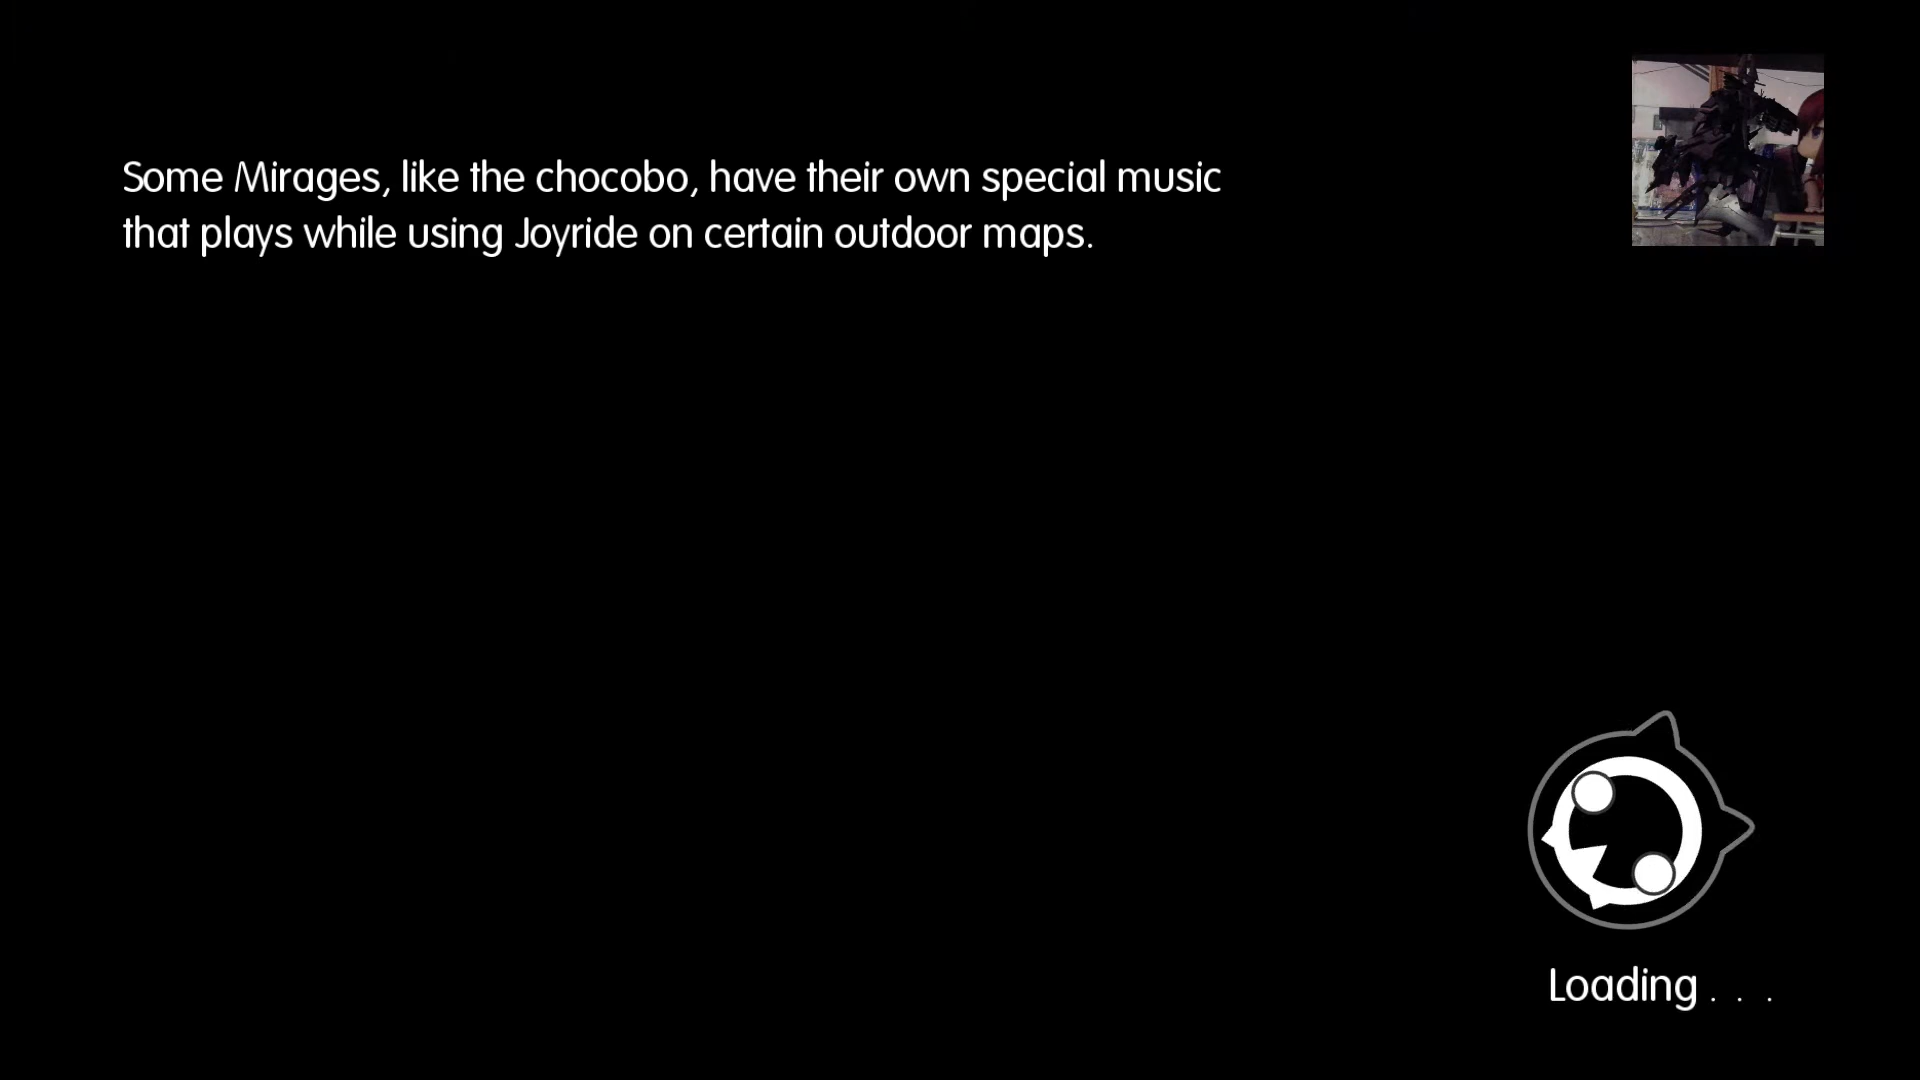 Some Mirages, like the chocobo, have their own special music
that plays while using Joyride on certain outdoor maps.
Loading . . .